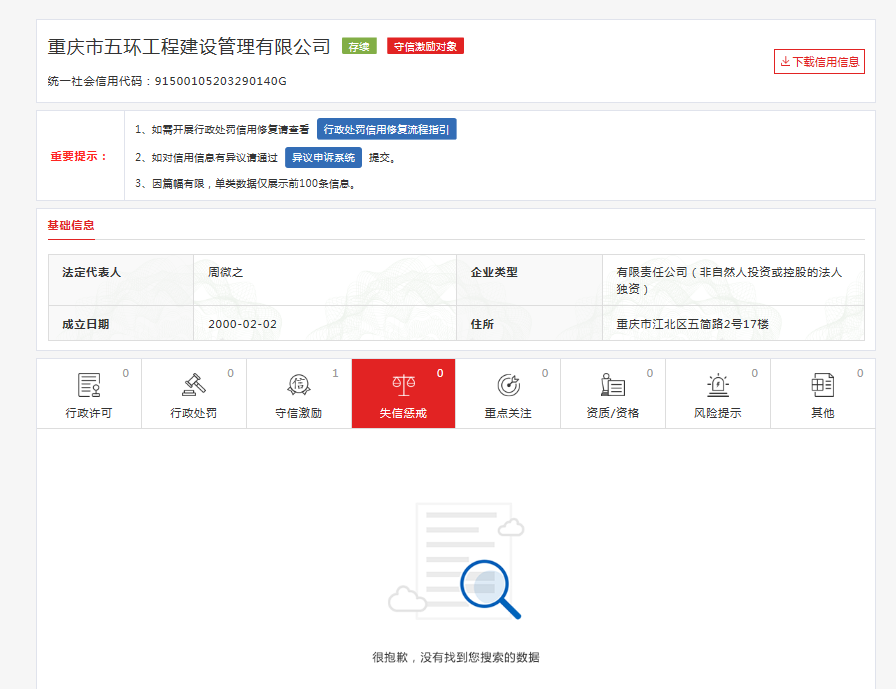 重庆市五环工程建设管理有限公司 存续 守信激励对象
统一社会信用代码：91500105203290140G
下载信用信息
重要提示：
1、如需开展行政处罚信用修复请查看 行政处罚信用修复流程指引
2、如对信用信息有异议请通过 异议申诉系统 提交。
3、因篇幅有限，单类数据仅展示前100条信息。
基础信息
法定代表人 周微之 企业类型 有限责任公司（非自然人投资或控股的法人
独资）
成立日期 2000-02-02 住所 重庆市江北区五简路2号17楼
0 0 1 0 0 0 0 0
行政许可 行政处罚 守信激励 失信惩戒 重点关注 资质/资格 风险提示 其他
很抱歉，没有找到您搜索的数据